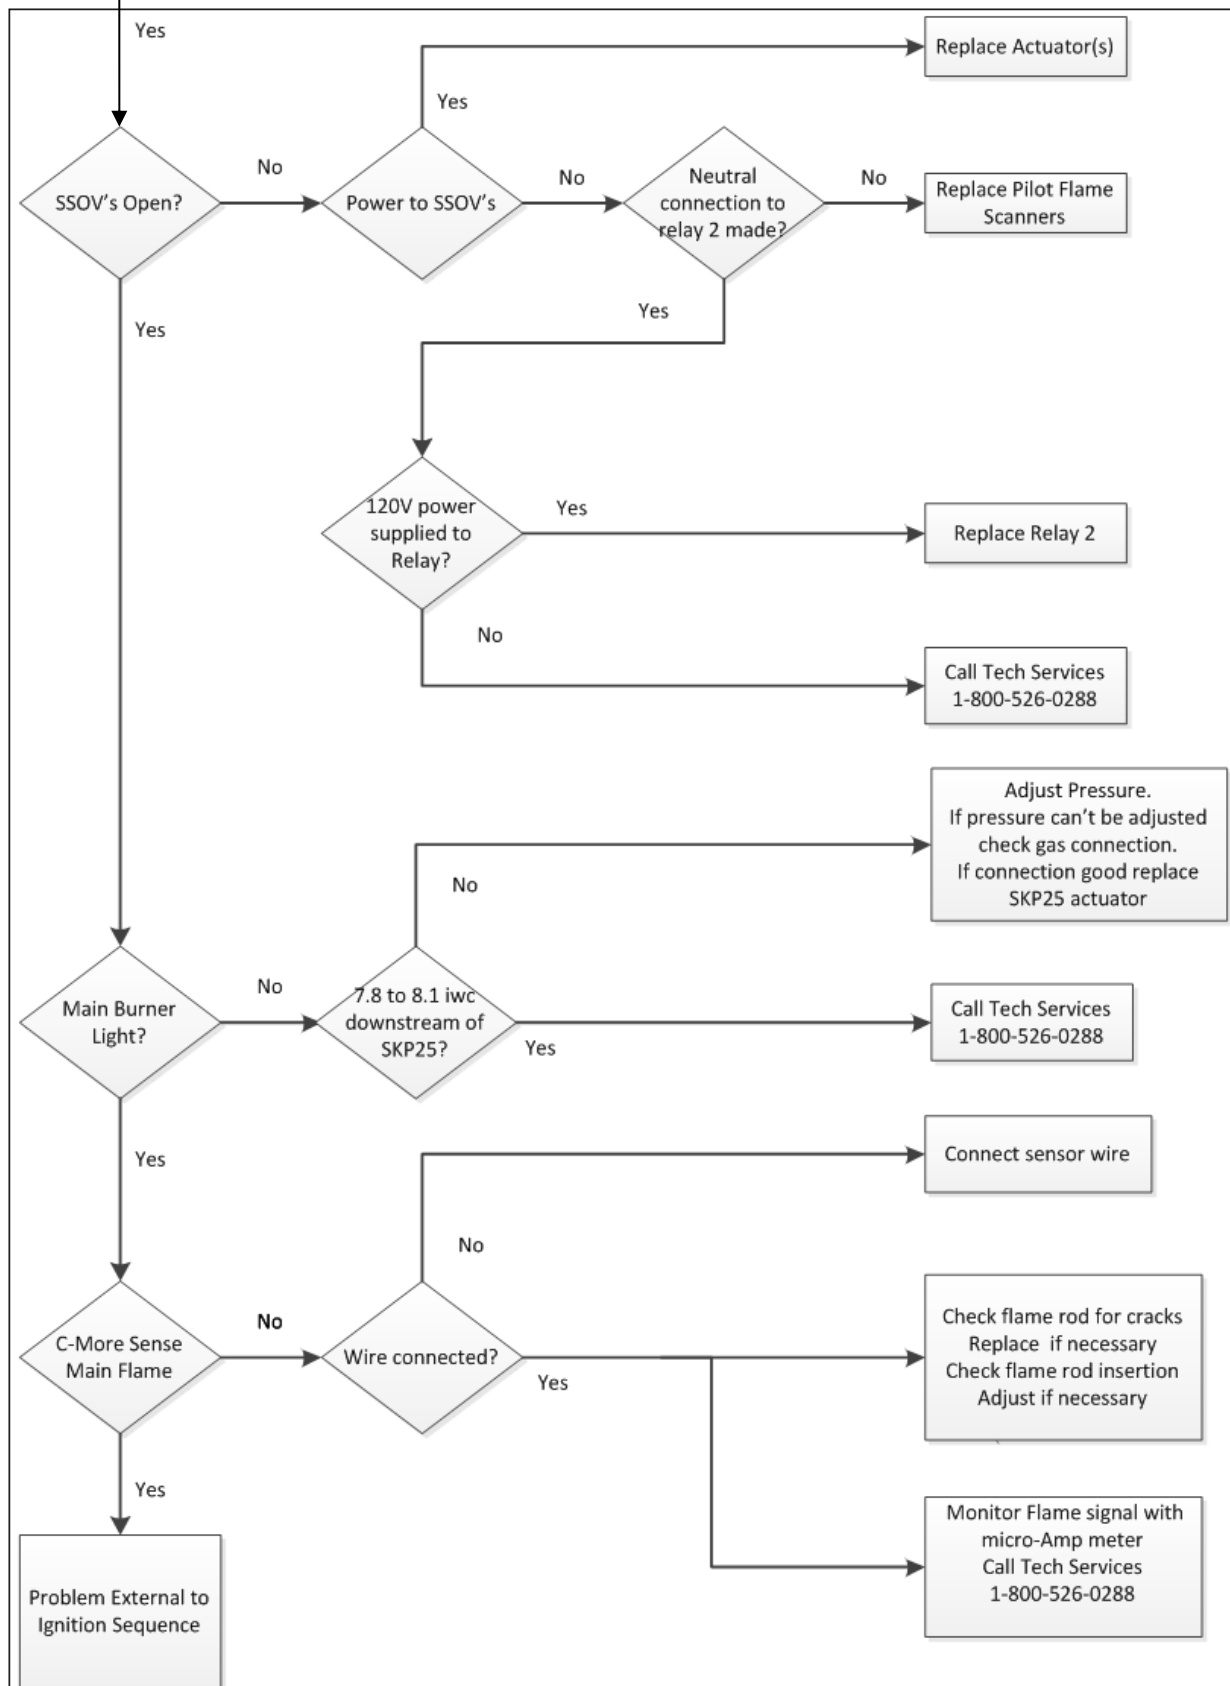 Yes
Replace Actuator(s)
Yes
SSOV's Open?
No
Power to SSOV's
No
Neutral
connection to
relay 2 made?
No
Replace Pilot Flame
Scanners
Yes
Yes
120V power
supplied to
Relay?
Yes
Replace Relay 2
No
Call Tech Services
1-800-526-0288
Adjust Pressure.
If pressure can't be adjusted
check gas connection.
If connection good replace
SKP25 actuator
No
Main Burner
Light?
No
7.8 to 8.1 iwc
downstream of
SKP25?
Yes
Call Tech Services
1-800-526-0288
Yes
Connect sensor wire
No
C-More Sense
Main Flame
No
Wire connected?
Yes
Check flame rod for cracks
Replace if necessary
Check flame rod insertion
Adjust if necessary
Yes
Monitor Flame signal with
micro-Amp meter
Call Tech Services
1-800-526-0288
Problem External to
Ignition Sequence